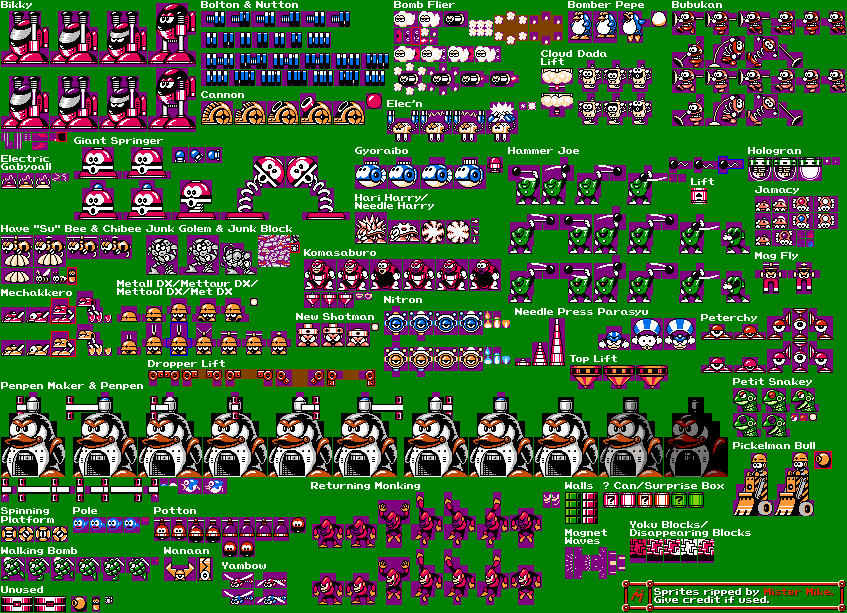 Bikky
Bolton & Nutton
Bomb Flier
Bomber Pepe
Bubukan
Cloud Dada
Lift
Cannon
Elec'n
Giant Springer
Electric
Gabyoall
Gyoraibo
Hammer Joe
Hologran
Lift
Jamacy
Hari Harry/
Needle Harry
Have "Su" Bee & Chibee
Junk Golem & Junk Block
Komasaburo
Mag Fly
Metall DX/Mettaur DX/
Mettool DX/Met DX
Mechakkero
Nitron
New Shotman
Needle Press
Parasyu
Peterchy
Top Lift
Dropper Lift
Penpen Maker & Penpen
Petit Snakey
Pickelman Bull
Returning Monking
Walls
? Can/Surprise Box
Spinning
Platform
Pole
Potton
Yoku Blocks/
Disappearing Blocks
Magnet
Waves
Walking Bomb
Wanaan
Yambow
Unused
Sprites ripped by Mister Mike.
Give credit if used.